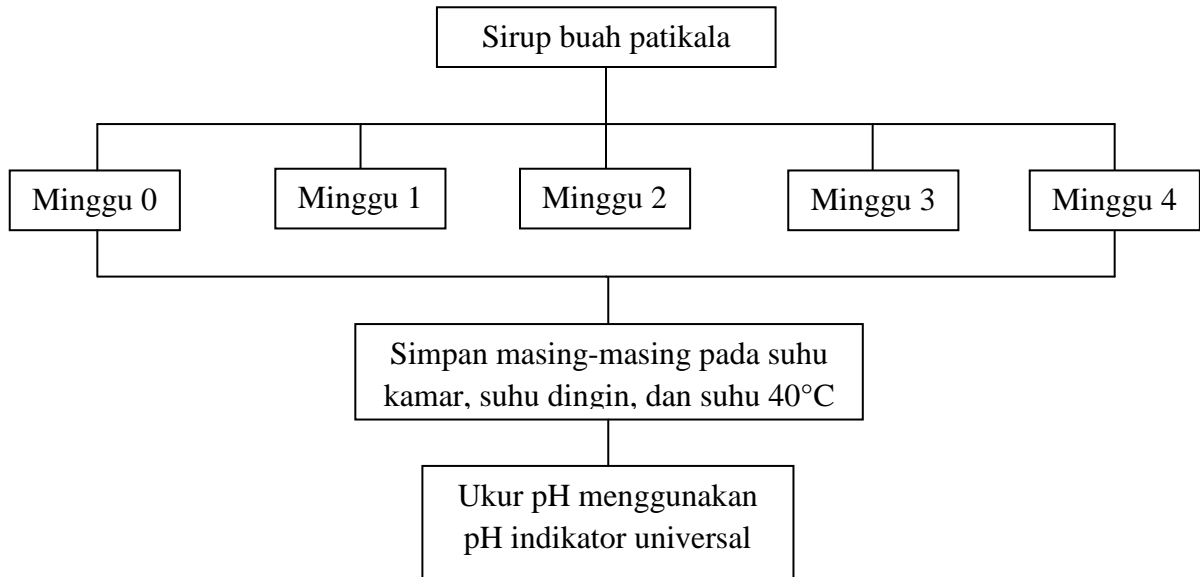 Sirup buah patikala
Minggu 0
Minggu 1
Minggu 2
Minggu 3
Minggu 4
Simpan masing-masing pada suhu
kamar, suhu dingin, dan suhu 40°C
Ukur pH menggunakan
pH indikator universal